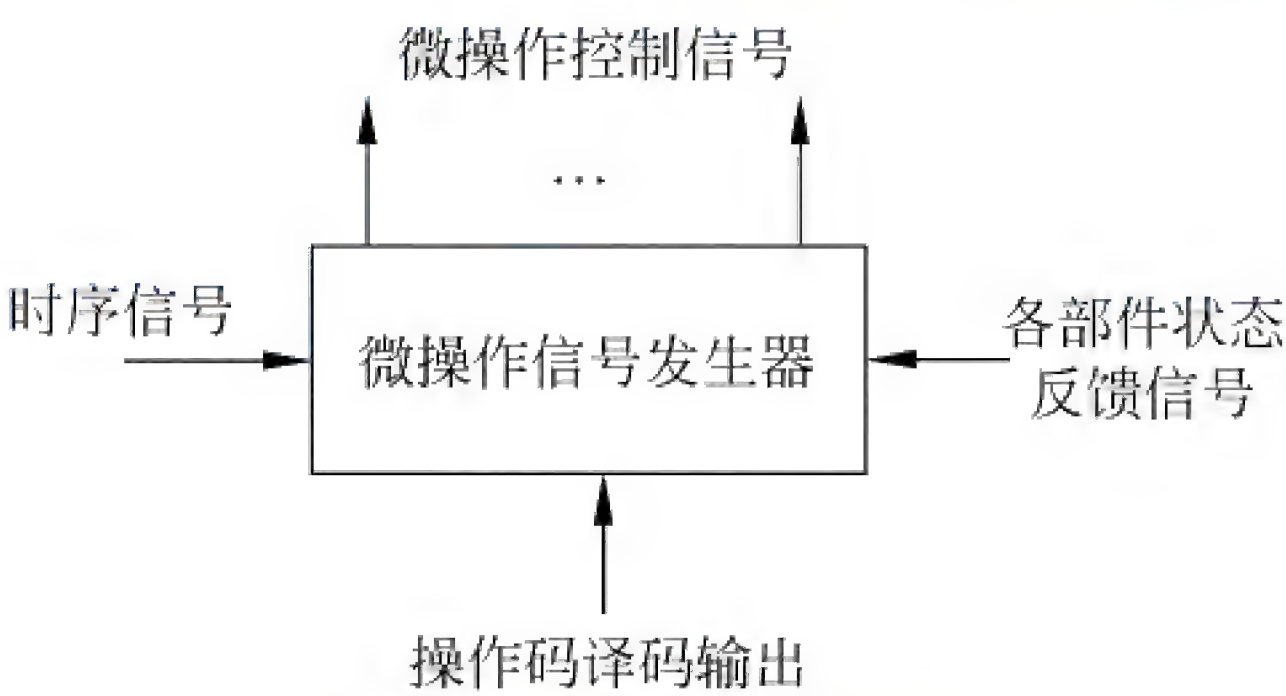 微操作控制信号
…
时序信号
微操作信号发生器
各部件状态
反馈信号
操作码译码输出